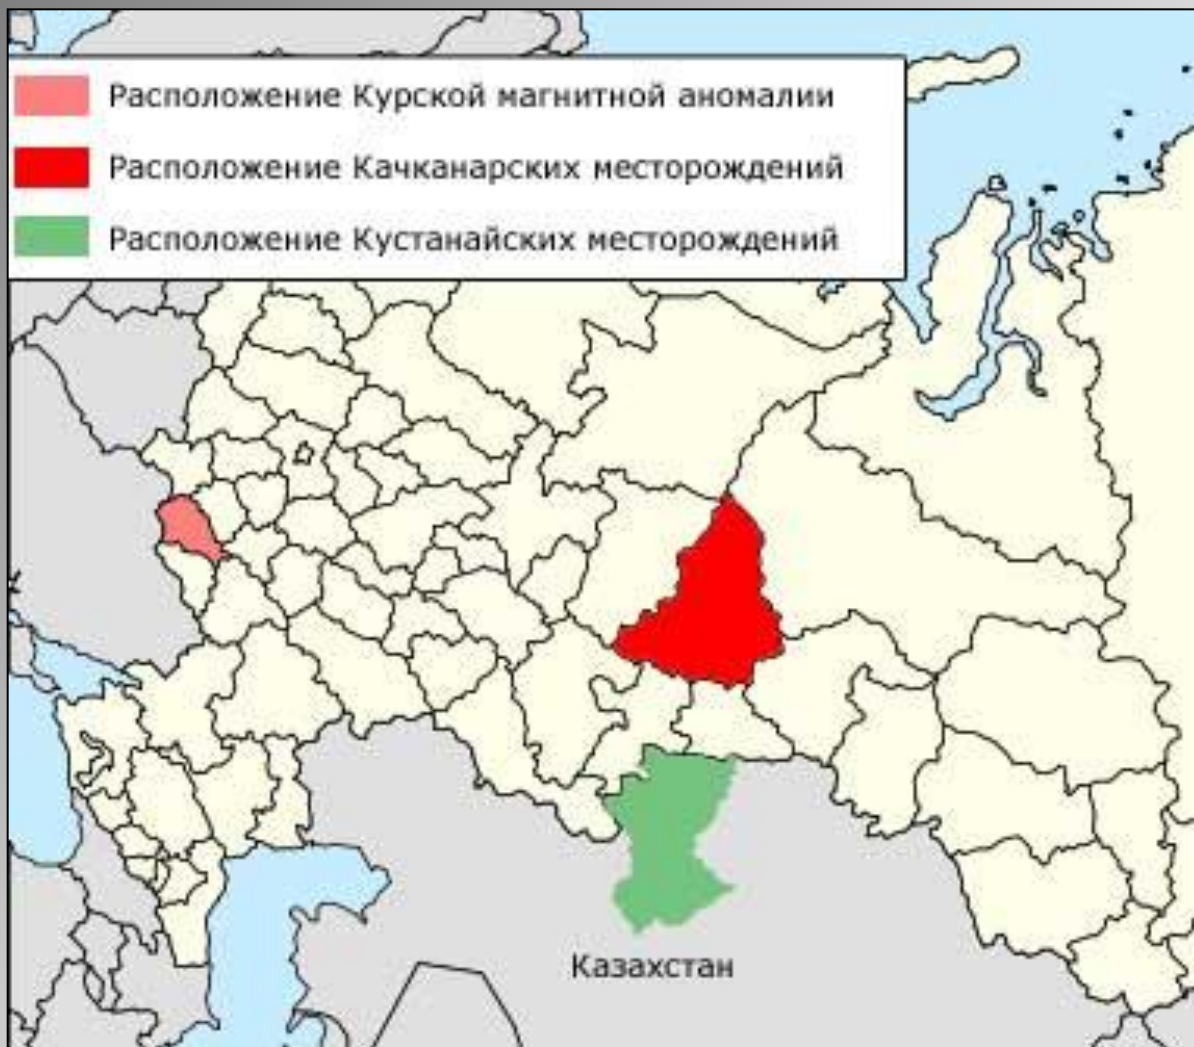 Расположение Курской магнитной аномалии
Расположение Качканарских месторождений
Расположение Кустанайских месторождений
Казахстан